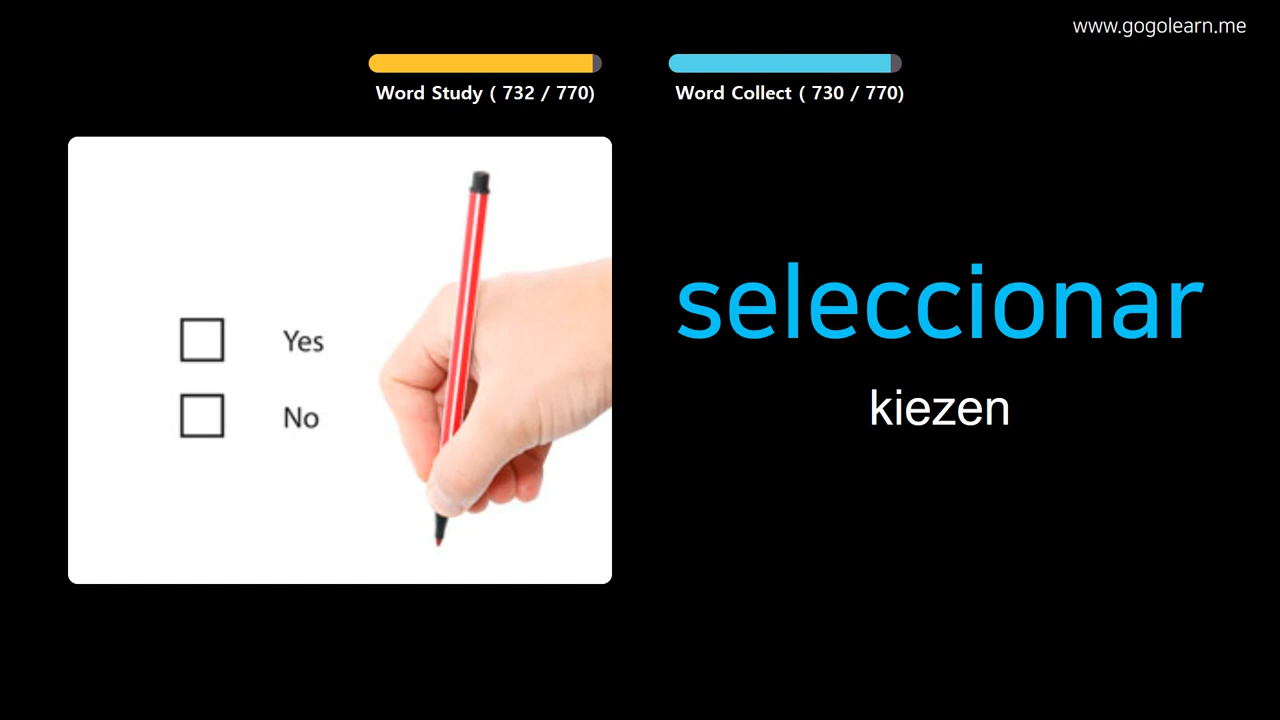 www.gogolearn.me
Word Study ( 732 / 770)
Word Collect ( 730 / 770)
Yes
No
seleccionar
kiezen